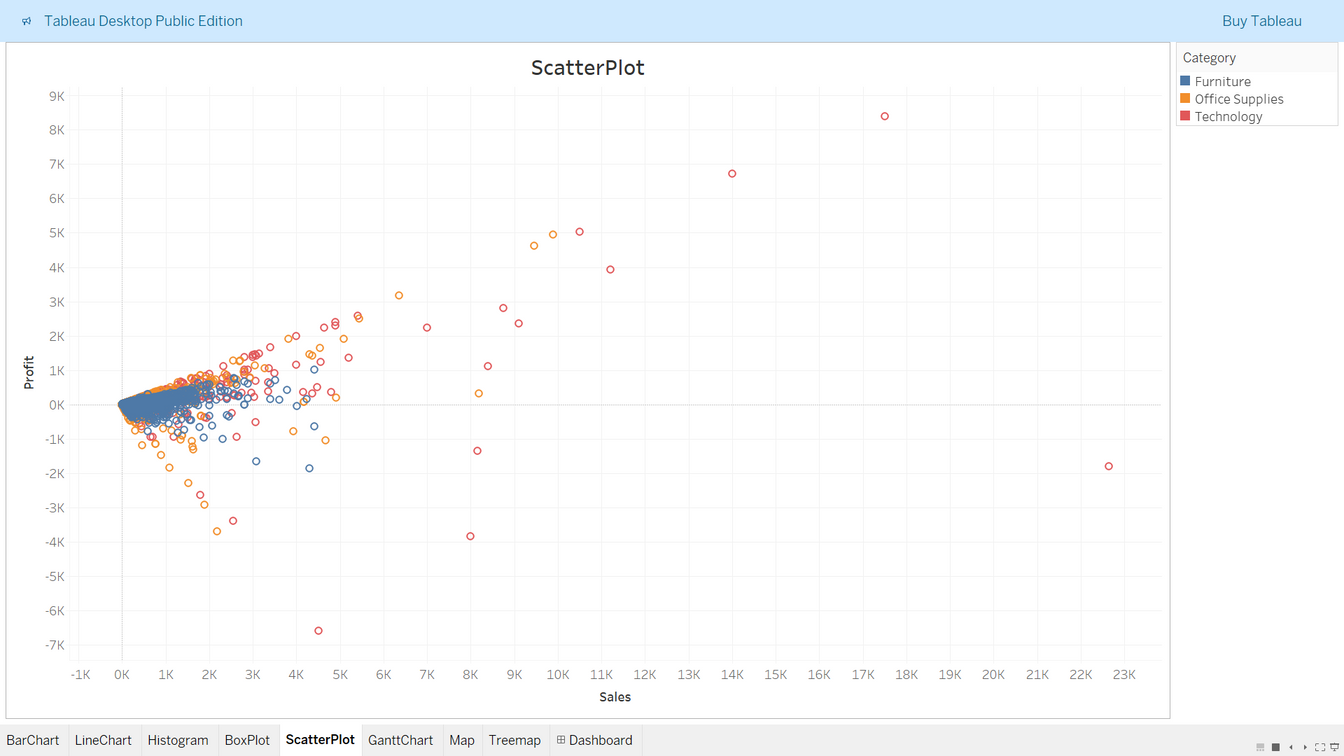 Tableau Desktop Public Edition
Buy Tableau
ScatterPlot
Category
Furniture
Office Supplies
Technology
9K
8K
7K
6K
5K
4K
3K
2K
1K
0K
-1K
-2K
-3K
-4K
-5K
-6K
-7K
Profit
-1K 0K 1K 2K 3K 4K 5K 6K 7K 8K 9K 10K 11K 12K 13K 14K 15K 16K 17K 18K 19K 20K 21K 22K 23K
Sales
BarChart LineChart Histogram BoxPlot ScatterPlot GanttChart Map Treemap Dashboard